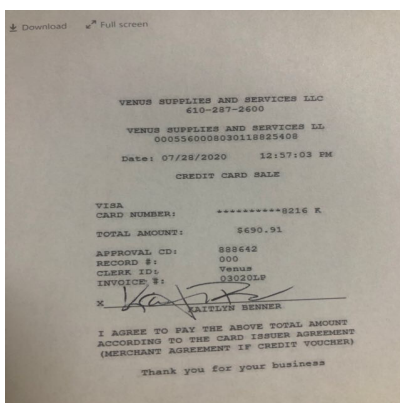 Download Full screen
VENUS SUPPLIES AND SERVICES LLC
610-287-2600
VENUS SUPPLIES AND SERVICES LL
0005560008030118825408
Date: 07/28/2020 12:57:03 PM
CREDIT CARD SALE
VISA
CARD NUMBER: **********8216 K
TOTAL AMOUNT: $690.91
APPROVAL CD: 888642
RECORD #: 000
CLERK ID: Venus
INVOICE #: 03020LP
X
KAITLYN BENNER
I AGREE TO PAY THE ABOVE TOTAL AMOUNT
ACCORDING TO THE CARD ISSUER AGREEMENT
(MERCHANT AGREEMENT IF CREDIT VOUCHER)
Thank you for your business